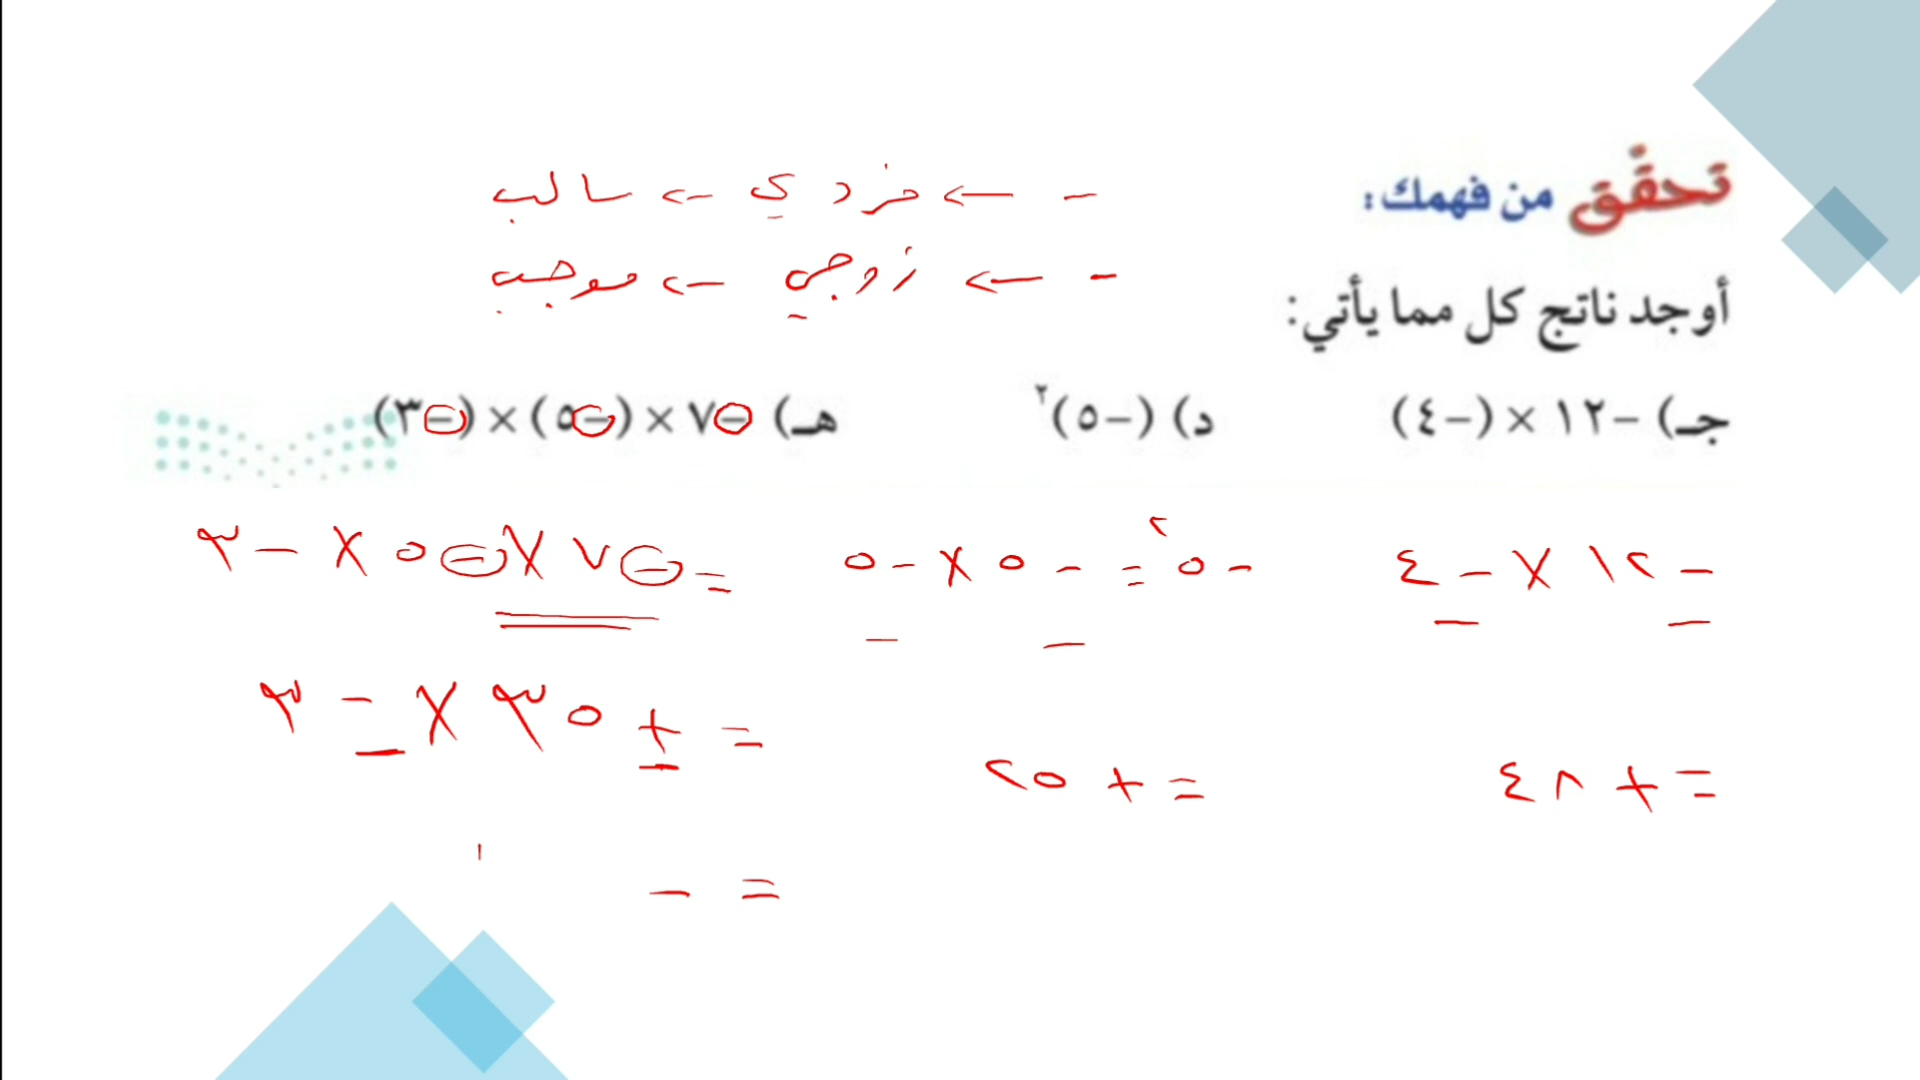 تحقّق من فهمك:
- ← فردي ← سالب
- ← زوجي ← موجب
أوجد ناتج كل مما يأتي:
جـ) -١٢ × (-٤)
د) (-٥)^٢
هـ) -٧ × (-٥) × (-٣)
-١٢ × -٤
= +٤٨
-٥^٢ = -٥ × -٥
= +٢٥
= -٧ × -٥ × -٣
= +٣٥ × -٣
= -